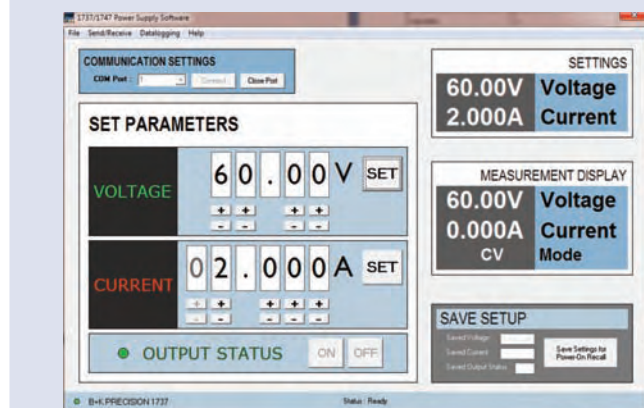 1737/1747 Power Supply Software
File Send/Receive Datalogging Help
COMMUNICATION SETTINGS
COM Port : 1 Connect Close Port
SET PARAMETERS
VOLTAGE
60.00 V SET
+ + + +
- - - -
CURRENT
02.000 A SET
+ + + + +
- - - - -
OUTPUT STATUS ON OFF
SETTINGS
60.00V Voltage
2.000A Current
MEASUREMENT DISPLAY
60.00V Voltage
0.000A Current
CV Mode
SAVE SETUP
Saved Voltage
Saved Current
Saved Output Status
Save Settings for
Power-On Recall
B+K PRECISION 1737 Status : Ready